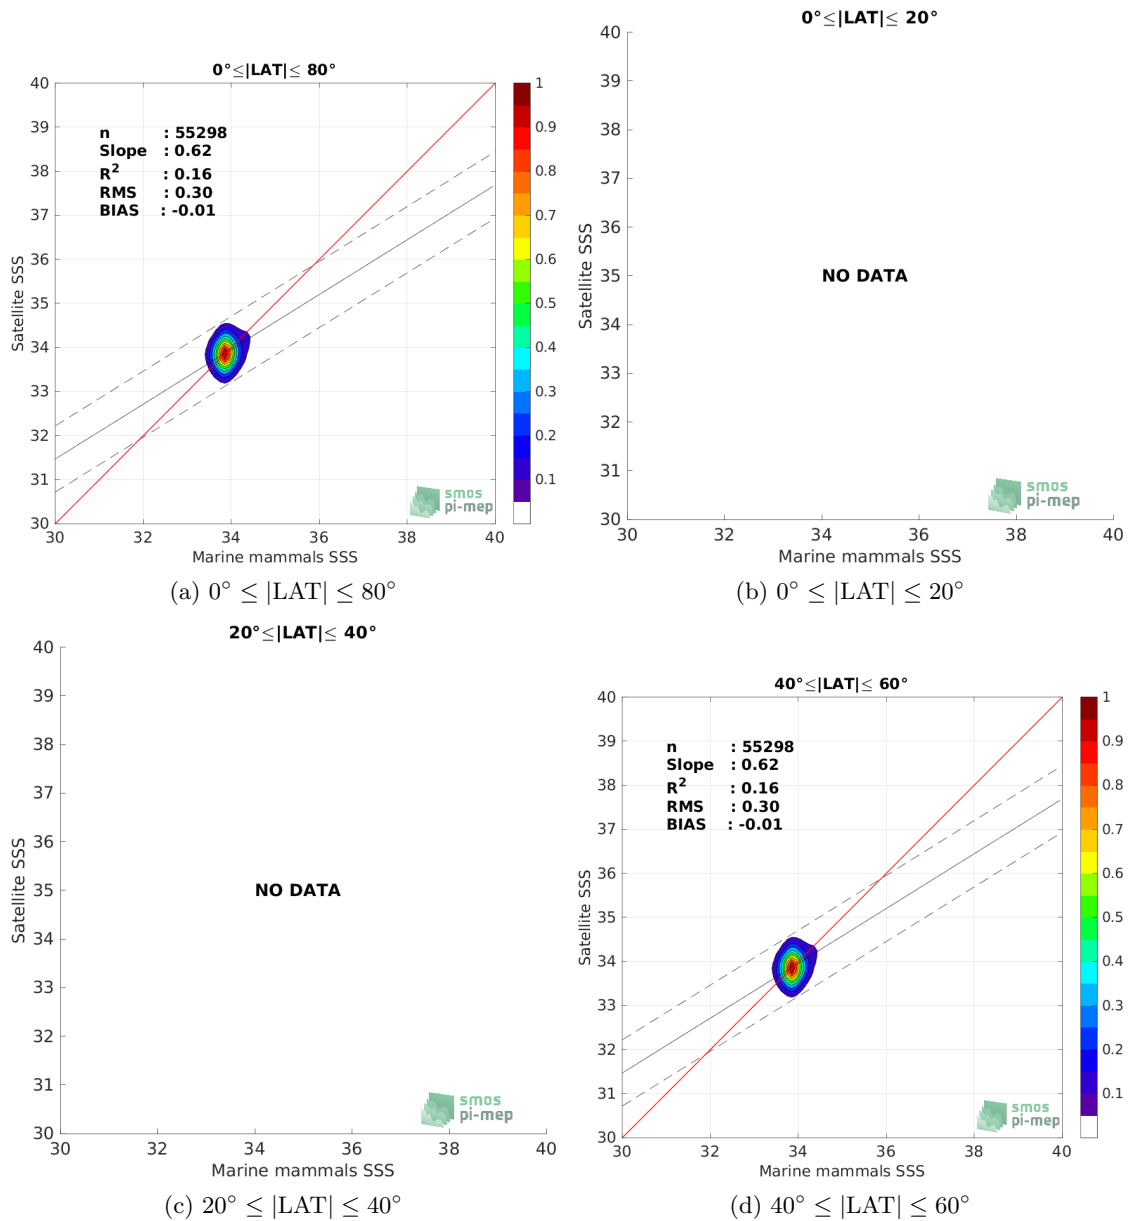 0°≤|LAT|≤ 80°
40
39
38
37
36
35
34
33
32
31
30
Satellite SSS
n : 55298
Slope : 0.62
R² : 0.16
RMS : 0.30
BIAS : -0.01
smos
pi-mep
30 32 34 36 38 40
Marine mammals SSS
1
0.9
0.8
0.7
0.6
0.5
0.4
0.3
0.2
0.1
(a) 0° ≤ |LAT| ≤ 80°
0°≤|LAT|≤ 20°
40
39
38
37
36
35
34
33
32
31
30
Satellite SSS
NO DATA
smos
pi-mep
30 32 34 36 38 40
Marine mammals SSS
(b) 0° ≤ |LAT| ≤ 20°
20°≤|LAT|≤ 40°
40
39
38
37
36
35
34
33
32
31
30
Satellite SSS
NO DATA
smos
pi-mep
30 32 34 36 38 40
Marine mammals SSS
(c) 20° ≤ |LAT| ≤ 40°
40°≤|LAT|≤ 60°
40
39
38
37
36
35
34
33
32
31
30
Satellite SSS
n : 55298
Slope : 0.62
R² : 0.16
RMS : 0.30
BIAS : -0.01
smos
pi-mep
30 32 34 36 38 40
Marine mammals SSS
1
0.9
0.8
0.7
0.6
0.5
0.4
0.3
0.2
0.1
(d) 40° ≤ |LAT| ≤ 60°